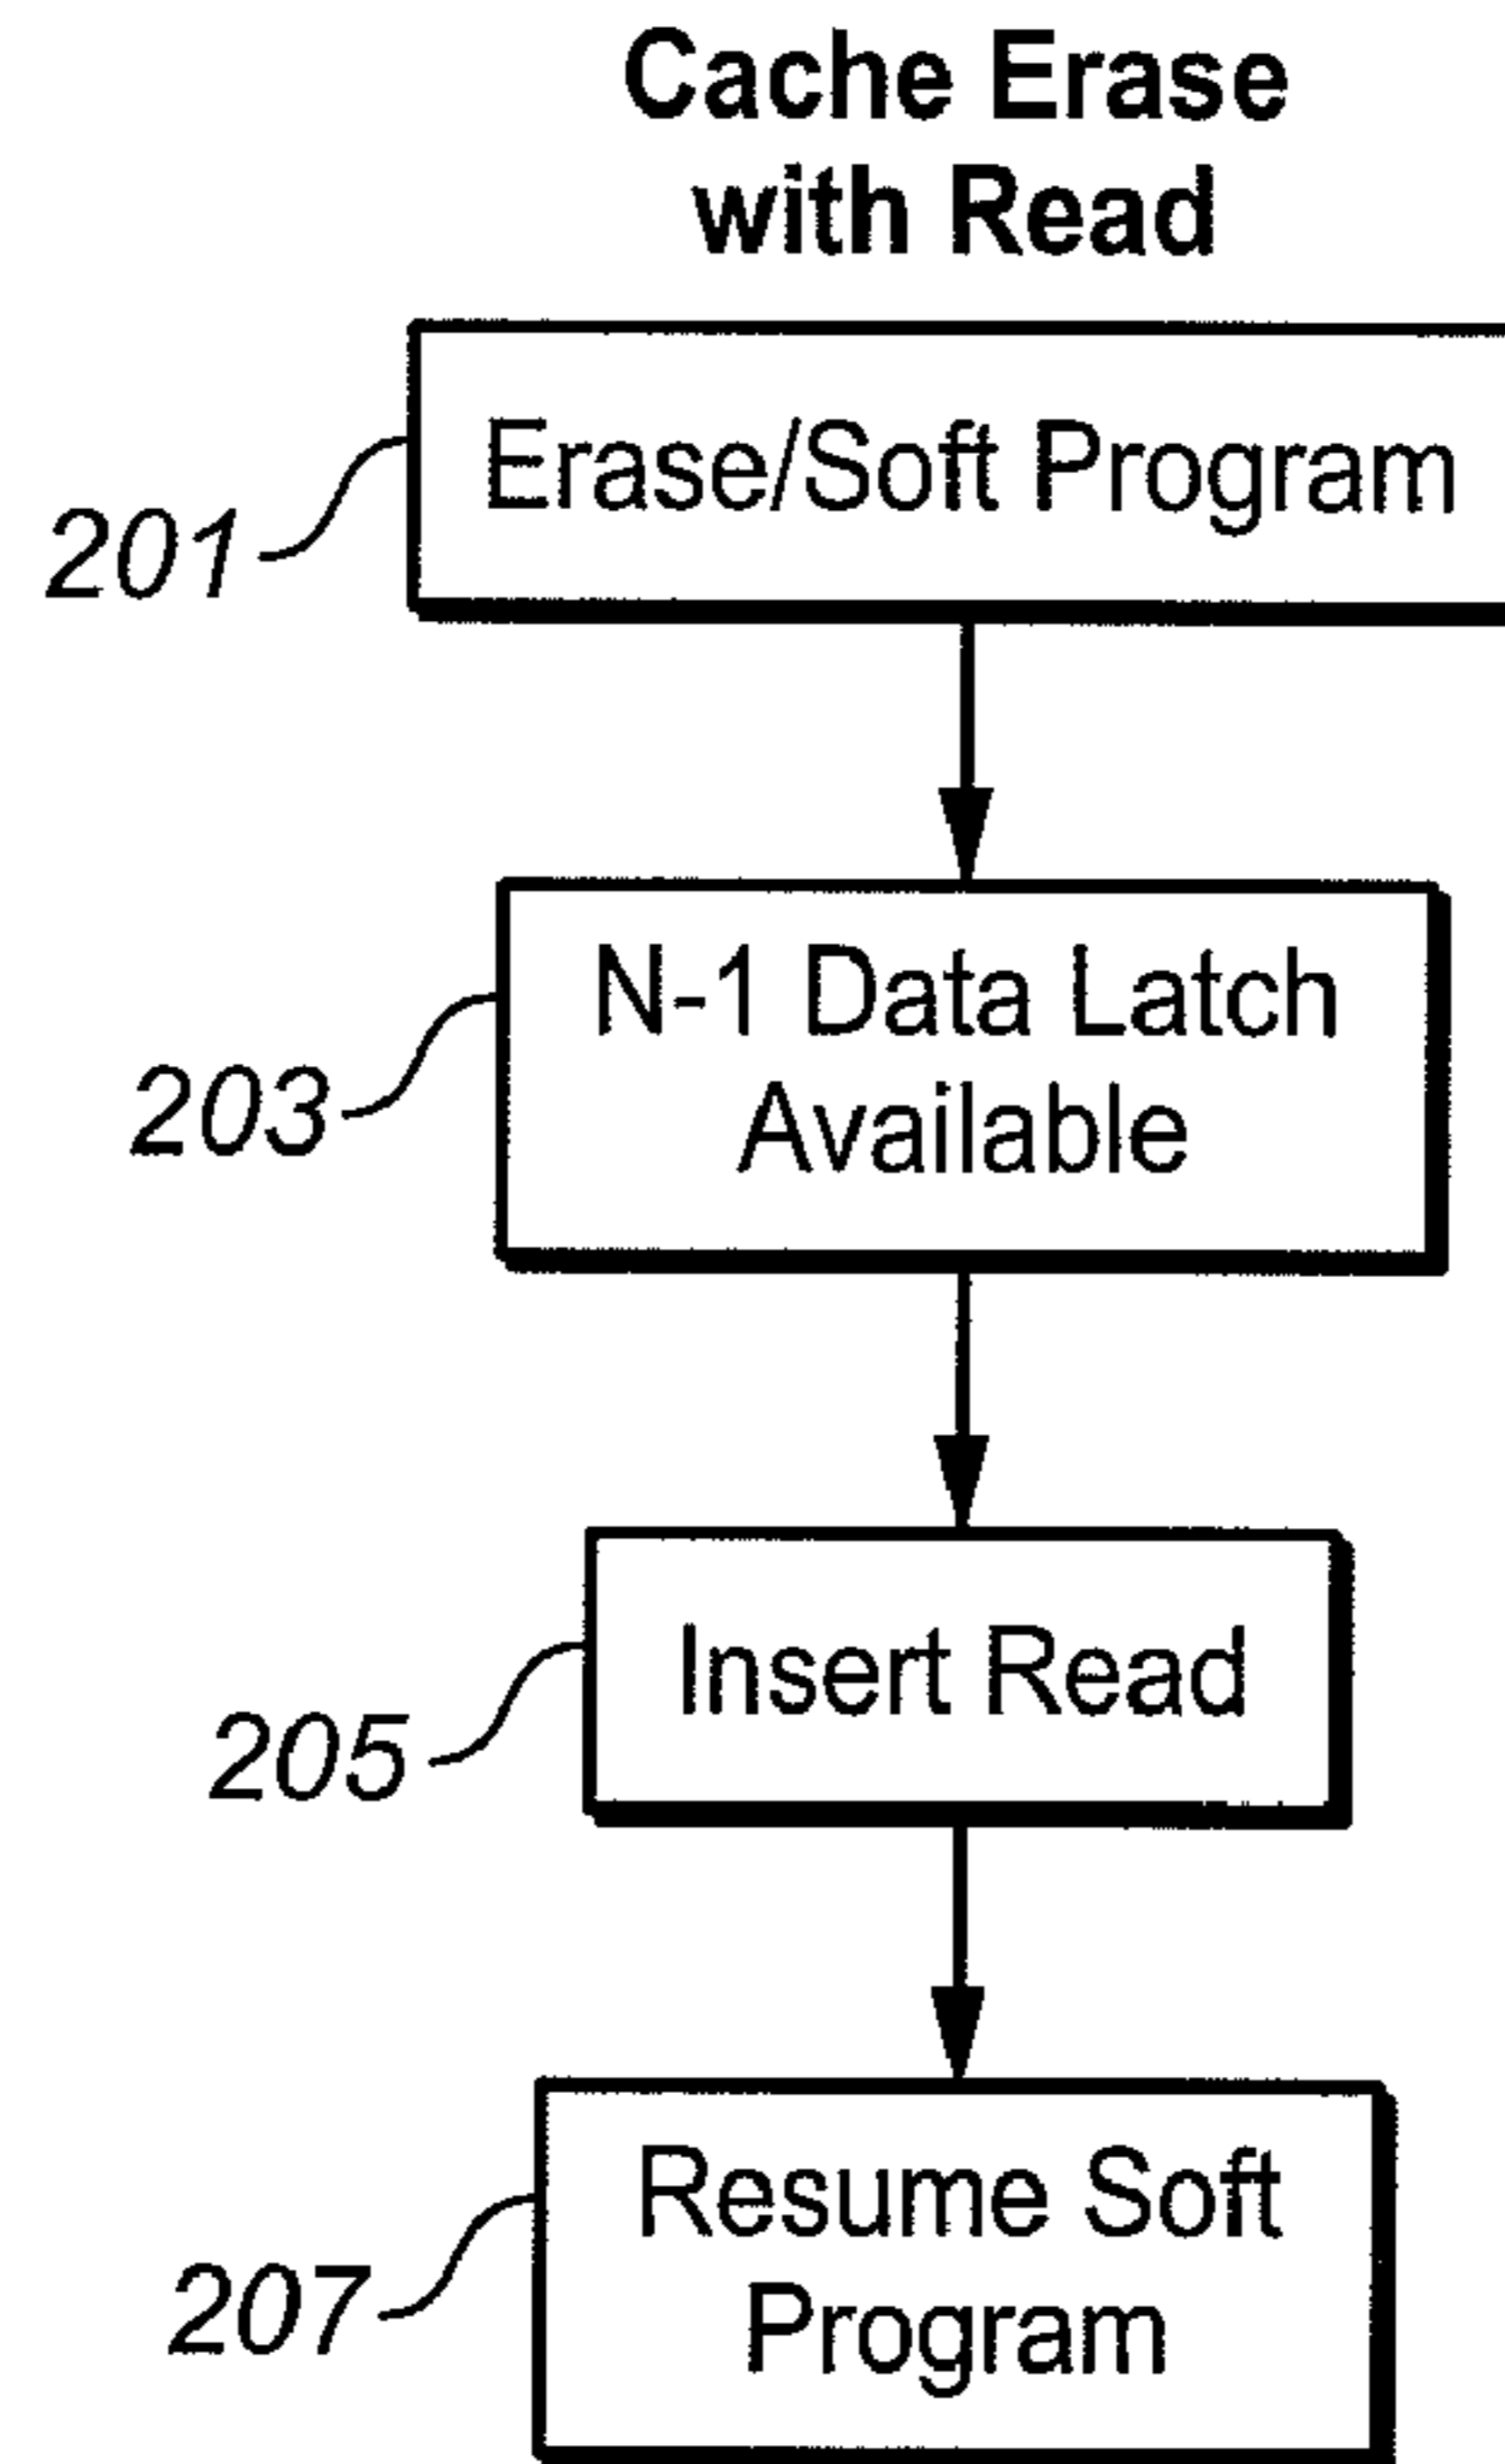 Cache Erase
with Read
Erase/Soft Program
201
N-1 Data Latch
Available
203
Insert Read
205
Resume Soft
Program
207